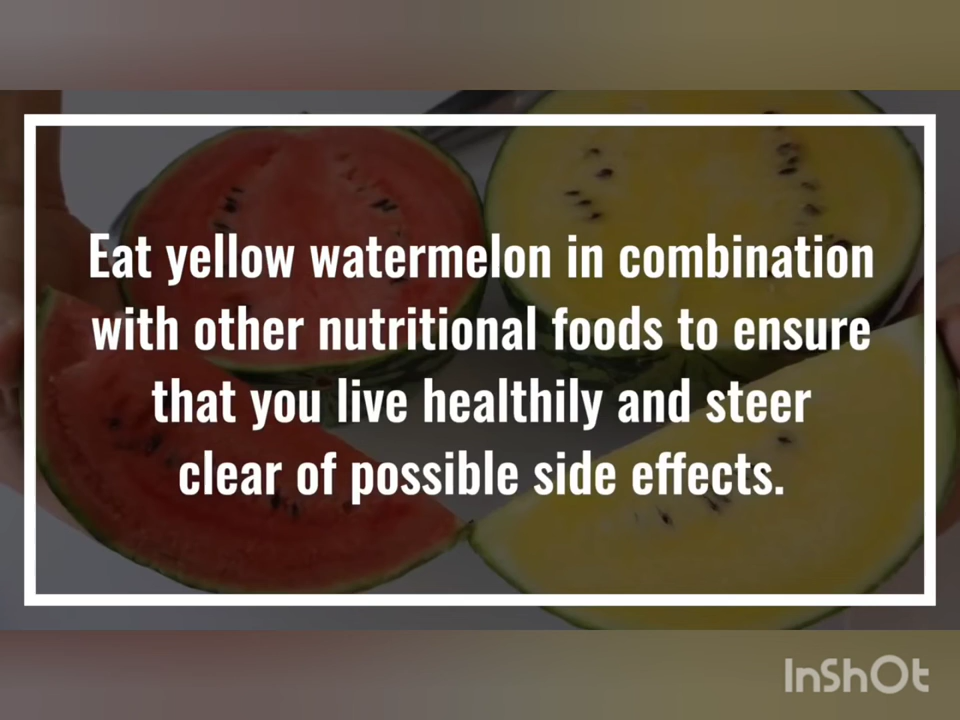 Eat yellow watermelon in combination
with other nutritional foods to ensure
that you live healthily and steer
clear of possible side effects.
InShOt